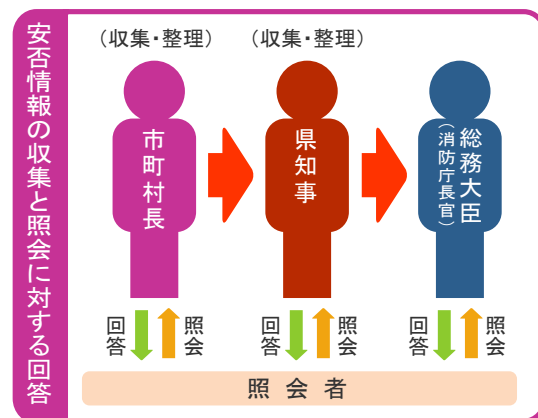 安否情報の収集と照会に対する回答
（収集・整理）
（収集・整理）
市町村長
県知事
総務大臣
（消防庁長官）
回答
照会
回答
照会
回答
照会
照会者